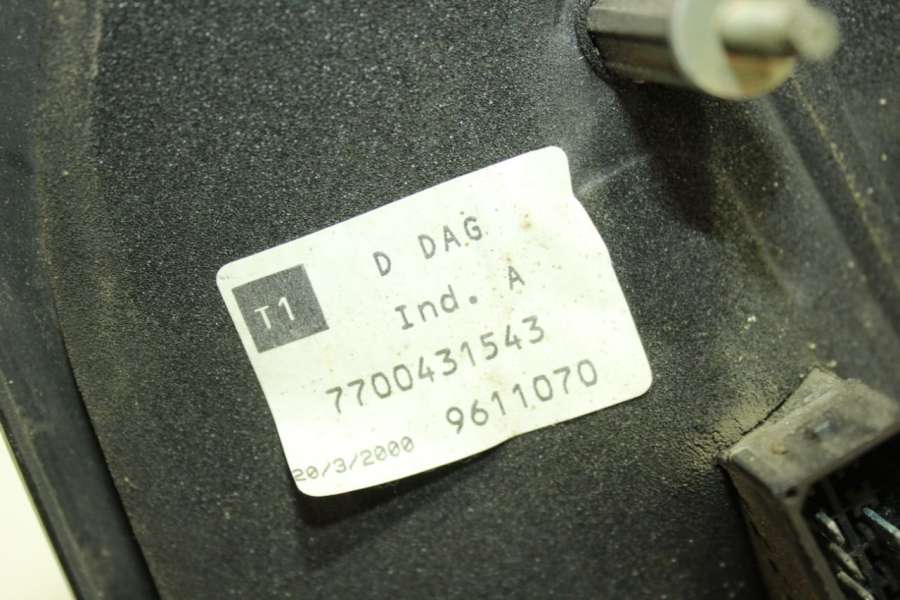 D DAG
T1
Ind. A
7700431543
9611070
20/3/2000